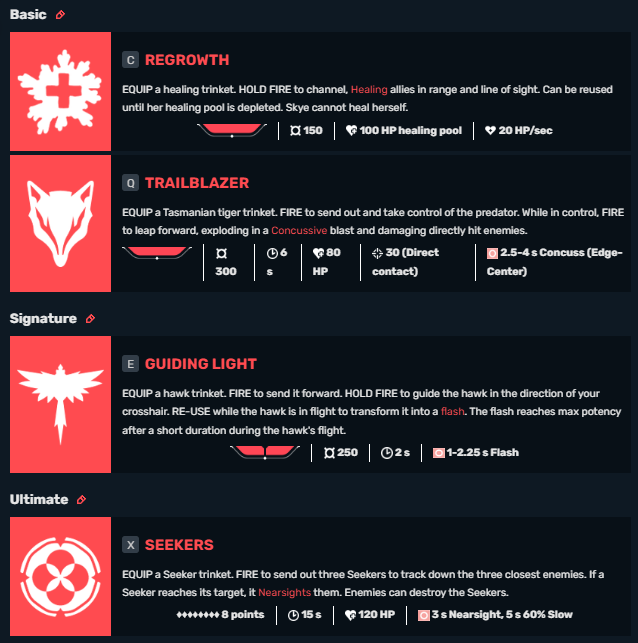 Basic
C REGROWTH
EQUIP a healing trinket. HOLD FIRE to channel, Healing allies in range and line of sight. Can be reused
until her healing pool is depleted. Skye cannot heal herself.
150 100 HP healing pool 20 HP/sec
Q TRAILBLAZER
EQUIP a Tasmanian tiger trinket. FIRE to send out and take control of the predator. While in control, FIRE
to leap forward, exploding in a Concussive blast and damaging directly hit enemies.
300 6 s 80 HP 30 (Direct contact) 2.5-4 s Concuss (Edge-Center)
Signature
E GUIDING LIGHT
EQUIP a hawk trinket. FIRE to send it forward. HOLD FIRE to guide the hawk in the direction of your
crosshair. RE-USE while the hawk is in flight to transform it into a flash. The flash reaches max potency
after a short duration during the hawk's flight.
250 2 s 1-2.25 s Flash
Ultimate
X SEEKERS
EQUIP a Seeker trinket. FIRE to send out three Seekers to track down the three closest enemies. If a
Seeker reaches its target, it Nearsights them. Enemies can destroy the Seekers.
8 points 15 s 120 HP 3 s Nearsight, 5 s 60% Slow